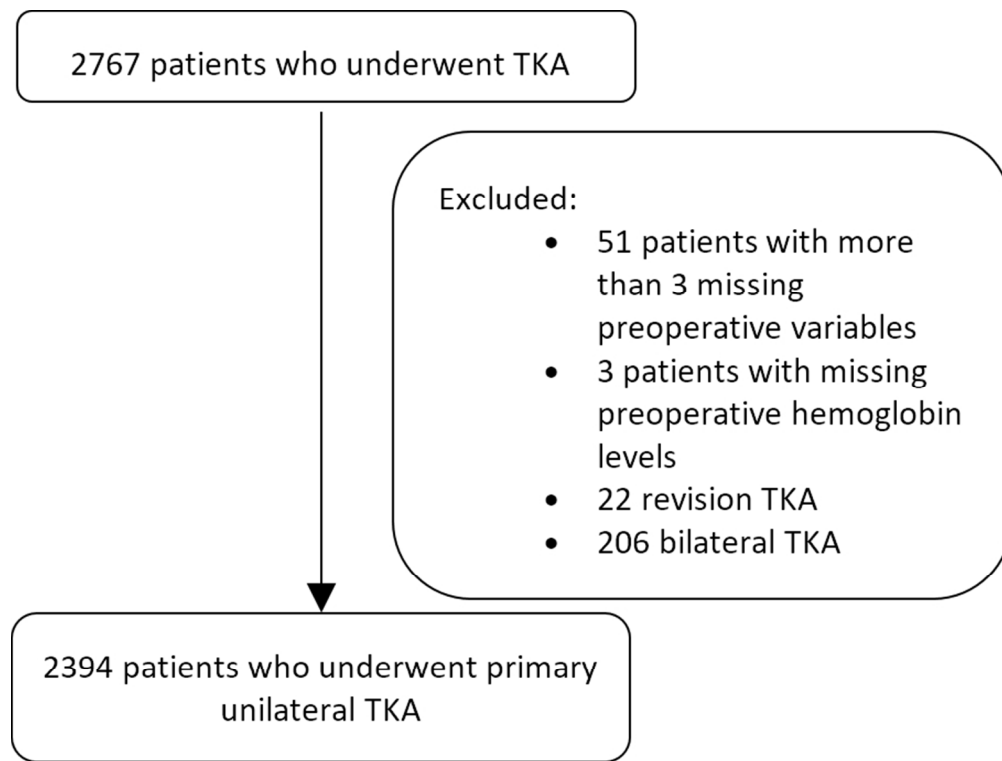 2767 patients who underwent TKA
Excluded:
• 51 patients with more
than 3 missing
preoperative variables
• 3 patients with missing
preoperative hemoglobin
levels
• 22 revision TKA
• 206 bilateral TKA
2394 patients who underwent primary
unilateral TKA